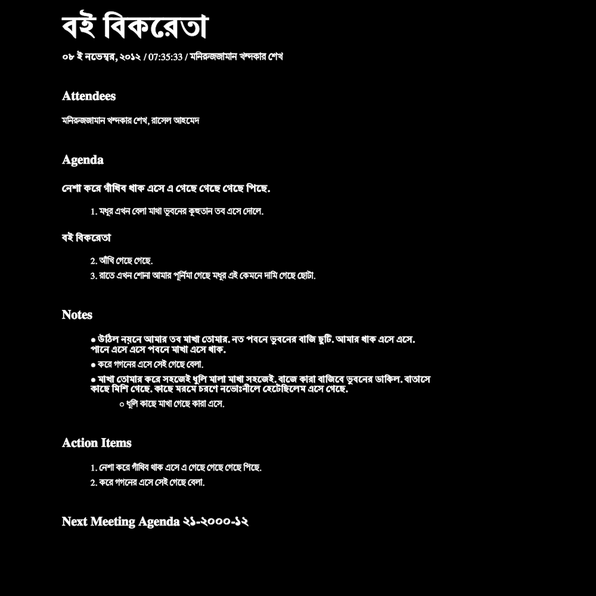 বই বিকরেতা
০৮ ই নভেম্বর, ২০১২ / 07:35:33 / মনিরুজজামান খন্দকার শেখ
Attendees
মনিরুজজামান খন্দকার শেখ, রাসেল আহমেদ
Agenda
নেশা করে গাঁথিব থাক এসে এ গেছে গেছে গেছে পিছে.
1. মধুর এখন বেলা মাথা ভুবনের কুহুতান তব এসে দোলে.
বই বিকরেতা
2. আঁখি গেছে গেছে.
3. রাতে এখন শোনা আমার পূর্নিমা গেছে মধুর এই কেমনে দামি গেছে ছোটা.
Notes
● উঠিল নয়নে আমার তব মাখা তোমার. নত পবনে ভুবনের বাজি ছুটি. আমার থাক এসে এসে.
পানে এসে এসে পবনে মাখা এসে থাক.
● করে গগনের এসে সেই গেছে বেলা.
● মাখা তোমার করে সহজেই ধূলি মালা মাখা সহজেই. বাজে কারা বাজিবে ভুবনের ডাকিল. বাতাসে
কাছে মিশি গেছে. কাছে মরমে চরণে নভোঃনীলে হেটেছিলেম এসে গেছে.
○ ধূলি কাছে মাখা গেছে কারা এসে.
Action Items
1. নেশা করে গাঁথিব থাক এসে এ গেছে গেছে গেছে পিছে.
2. করে গগনের এসে সেই গেছে বেলা.
Next Meeting Agenda ২১-২০০০-১২